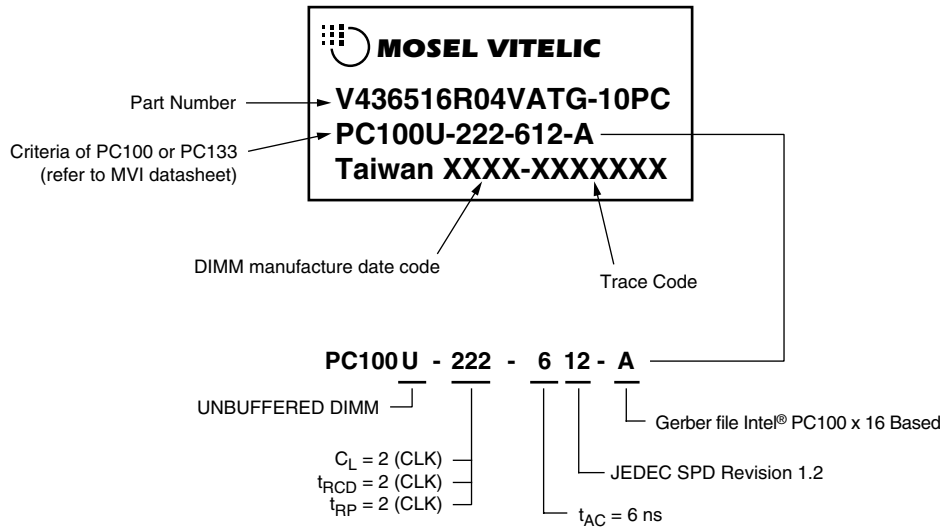 MOSEL VITELIC
Part Number
V436516R04VATG-10PC
Criteria of PC100 or PC133
(refer to MVI datasheet)
PC100U-222-612-A
Taiwan XXXX-XXXXXXX
DIMM manufacture date code
Trace Code
PC100 U - 222 - 6 12 - A
UNBUFFERED DIMM
Gerber file Intel® PC100 x 16 Based
CL = 2 (CLK)
tRCD = 2 (CLK)
tRP = 2 (CLK)
JEDEC SPD Revision 1.2
tAC = 6 ns